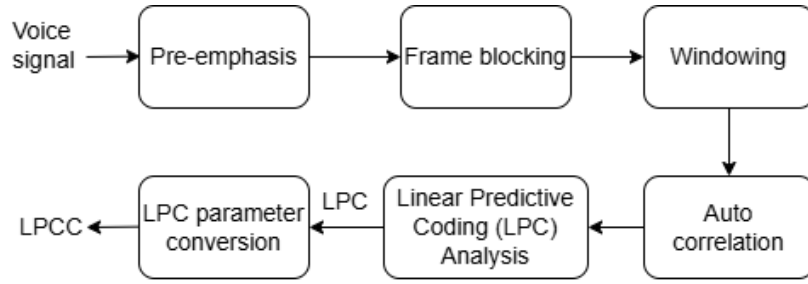 Voice
signal
Pre-emphasis
Frame blocking
Windowing
Auto
correlation
Linear Predictive
Coding (LPC)
Analysis
LPC
LPC parameter
conversion
LPCC